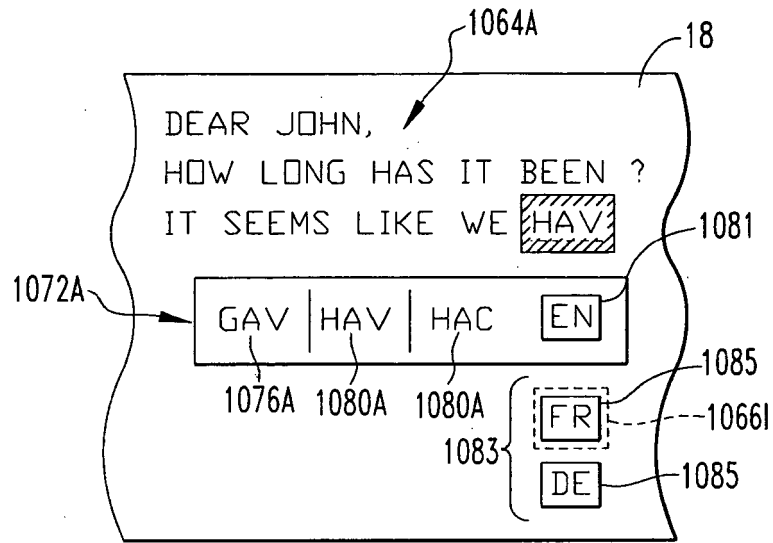 1064A
18
DEAR JOHN,
HOW LONG HAS IT BEEN ?
IT SEEMS LIKE WE HAV
1081
1072A
GAV HAV HAC EN
1076A 1080A 1080A
1085
FR
1066I
1083
DE
1085